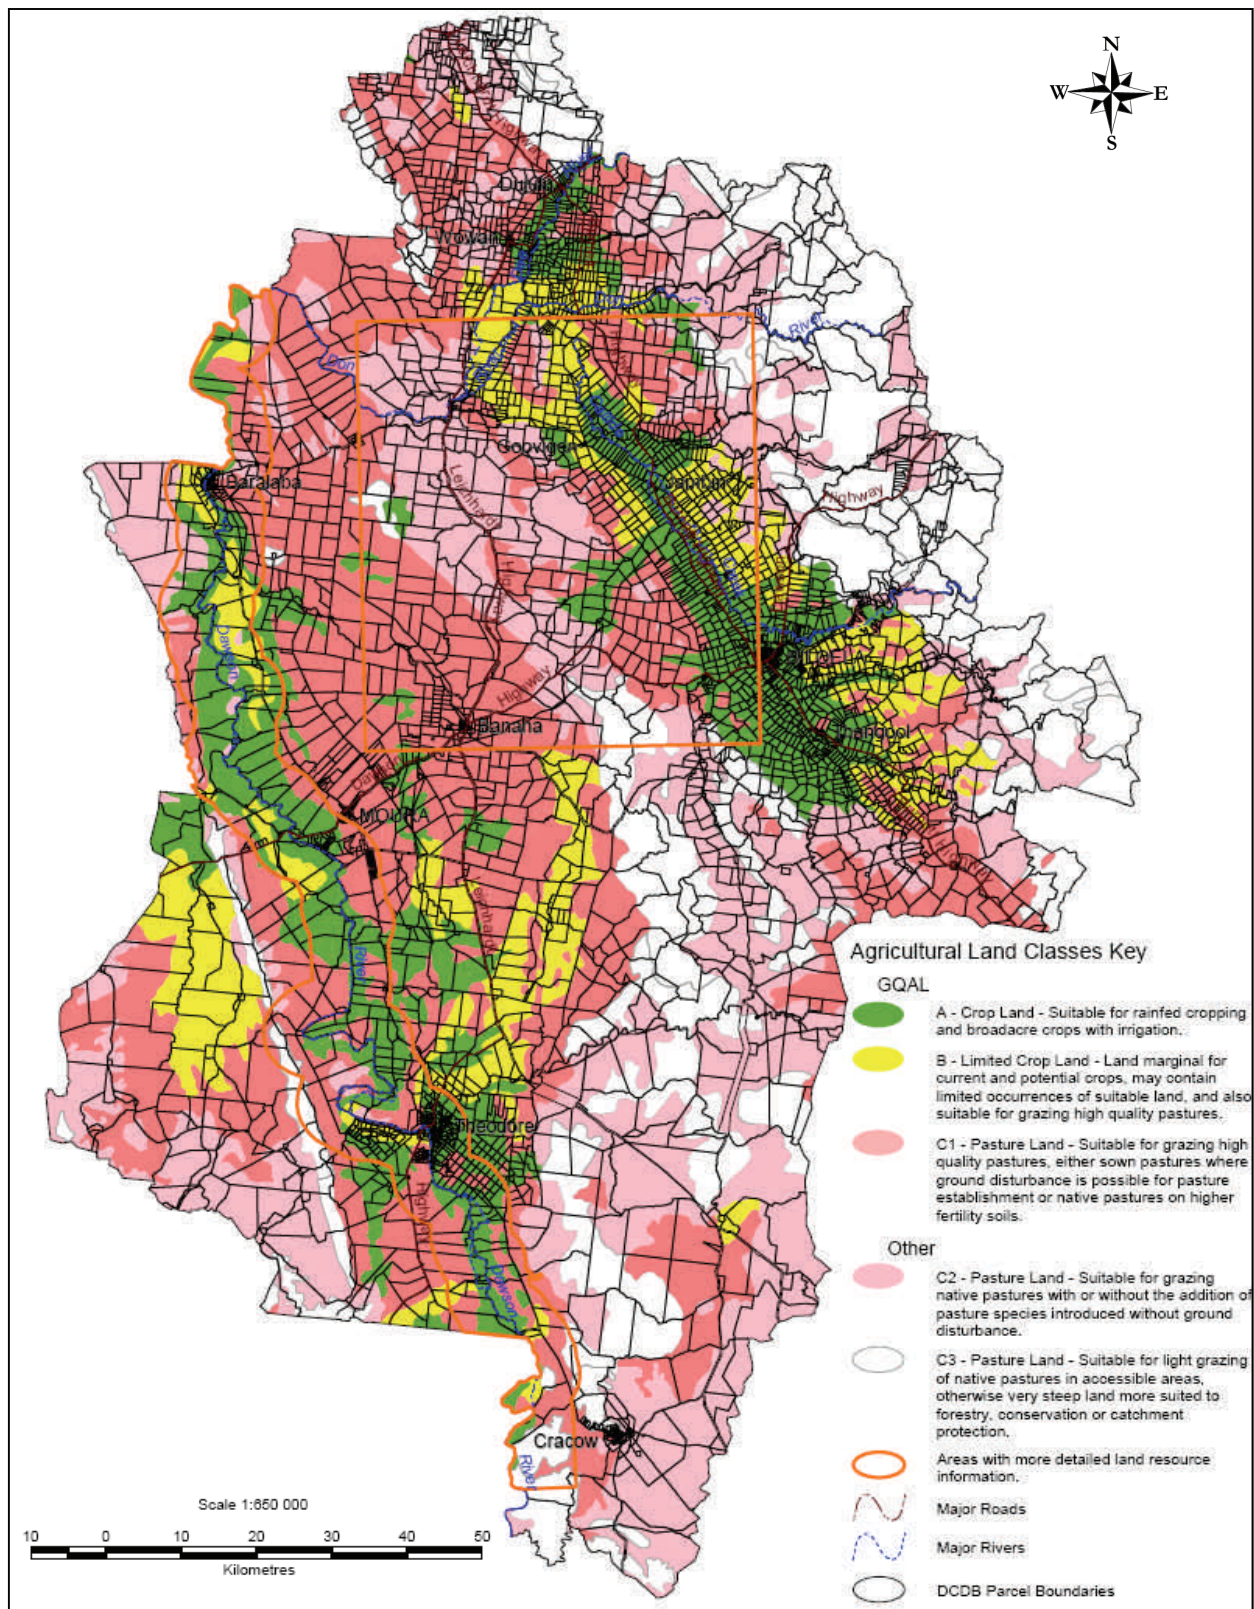 N
W
E
S
Highway
Dululu
Wowan
Don
River
Don
Highway
Goovigen
Leichhardt
Highway
Baralaba
Highway
Creek
Dawson
Highway
Banana
Thangool
Dawson
MOURA
Highway
Leichhardt
River
Theodore
Highway
Dawson
Cracow
River
Agricultural Land Classes Key
GQAL
A - Crop Land - Suitable for rainfed cropping
and broadacre crops with irrigation.
B - Limited Crop Land - Land marginal for
current and potential crops, may contain
limited occurrences of suitable land, and also
suitable for grazing high quality pastures.
C1 - Pasture Land - Suitable for grazing high
quality pastures, either sown pastures where
ground disturbance is possible for pasture
establishment or native pastures on higher
fertility soils.
Other
C2 - Pasture Land - Suitable for grazing
native pastures with or without the addition of
pasture species introduced without ground
disturbance.
C3 - Pasture Land - Suitable for light grazing
of native pastures in accessible areas,
otherwise very steep land more suited to
forestry, conservation or catchment
protection.
Areas with more detailed land resource
information.
Major Roads
Major Rivers
DCDB Parcel Boundaries
Scale 1:650 000
10 0 10 20 30 40 50
Kilometres